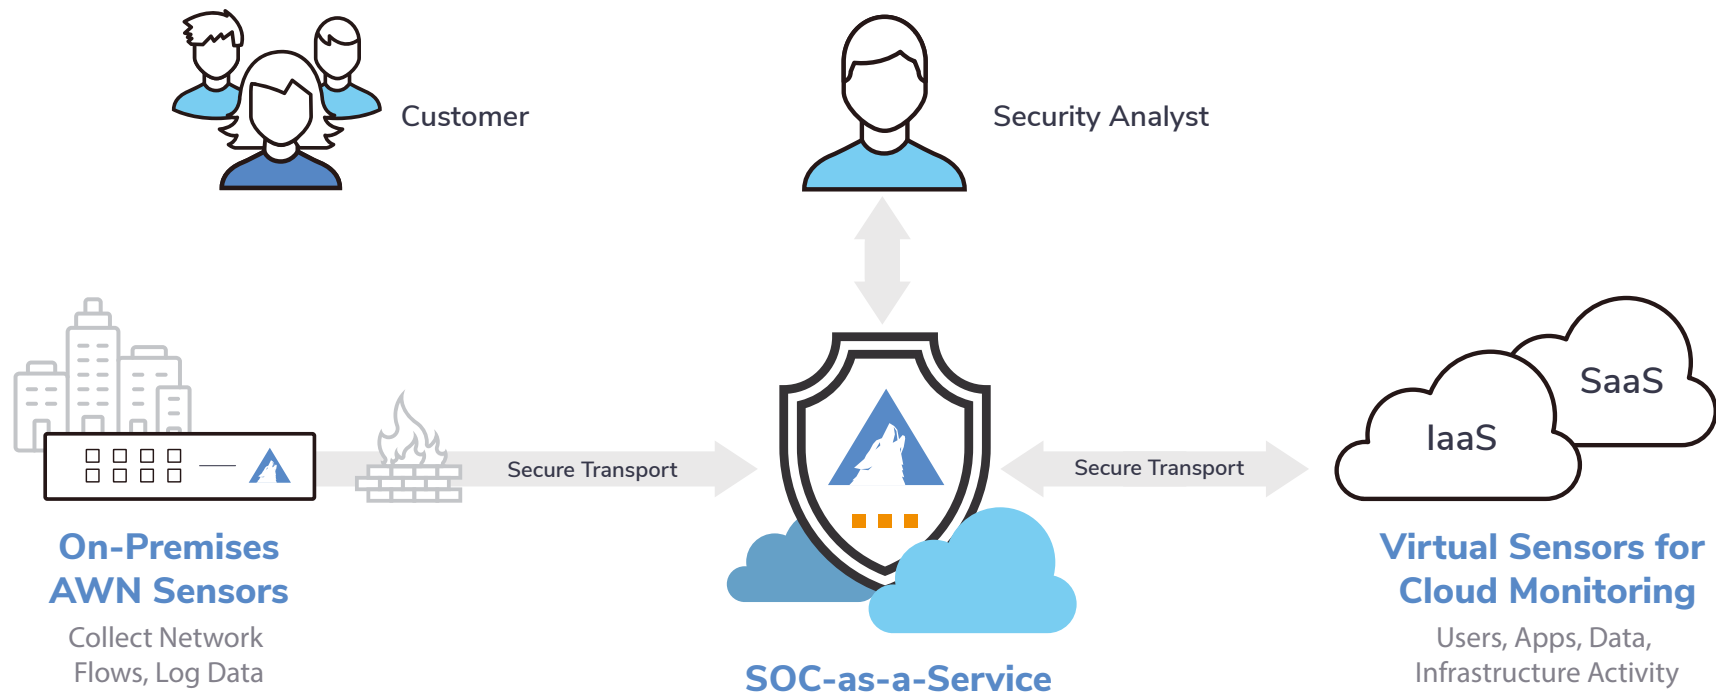 Customer
Security Analyst
SaaS
IaaS
Secure Transport
Secure Transport
On-Premises
AWN Sensors
Collect Network
Flows, Log Data
SOC-as-a-Service
Virtual Sensors for
Cloud Monitoring
Users, Apps, Data,
Infrastructure Activity